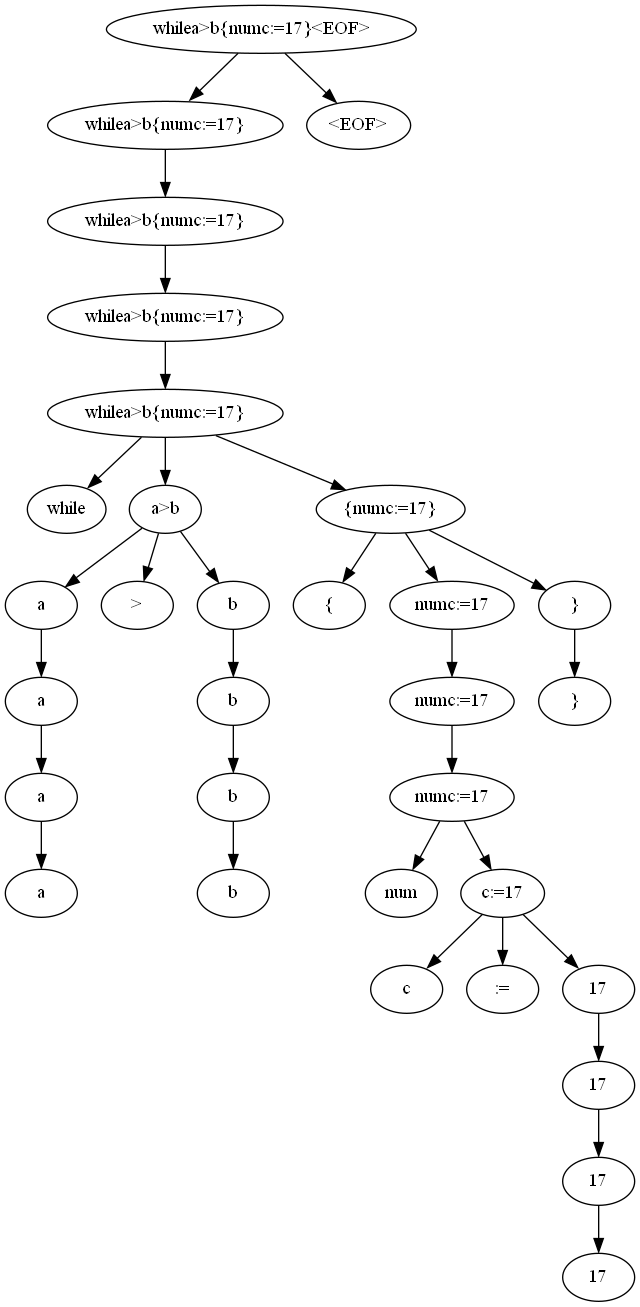 whilea>b{numc:=17}<EOF>
whilea>b{numc:=17}
<EOF>
whilea>b{numc:=17}
whilea>b{numc:=17}
whilea>b{numc:=17}
while
a>b
{numc:=17}
a
>
b
{
numc:=17
}
a
b
numc:=17
}
a
b
numc:=17
a
b
num
c:=17
c
:=
17
17
17
17